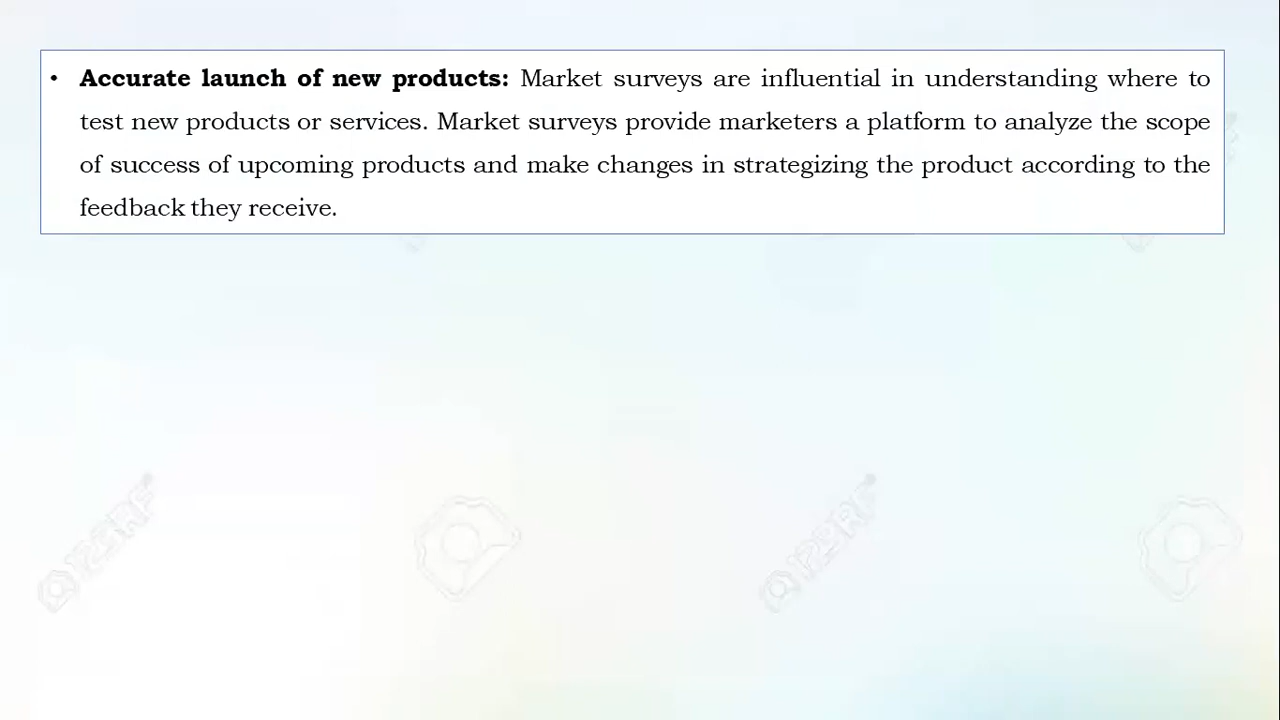 • Accurate launch of new products: Market surveys are influential in understanding where to
test new products or services. Market surveys provide marketers a platform to analyze the scope
of success of upcoming products and make changes in strategizing the product according to the
feedback they receive.
123RF
123RF